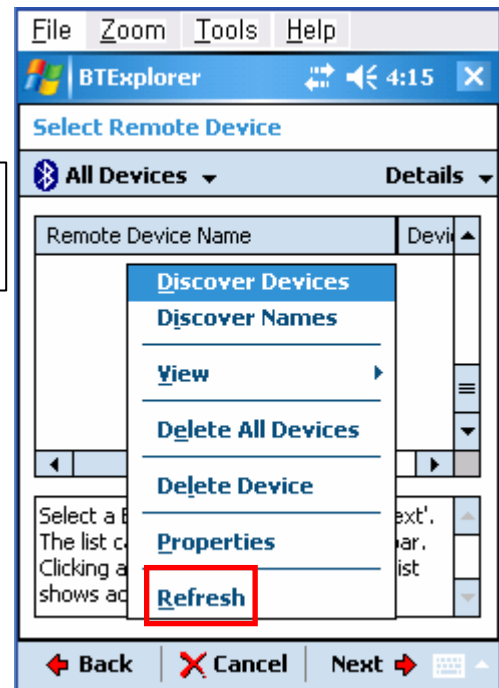 File Zoom Tools Help
BTExplorer 4:15
Select Remote Device
All Devices Details
Remote Device Name
Discover Devices
Discover Names
View
Delete All Devices
Delete Device
Properties
Refresh
Select a ext'.
The list ar.
Clicking a ist
shows
Back Cancel Next